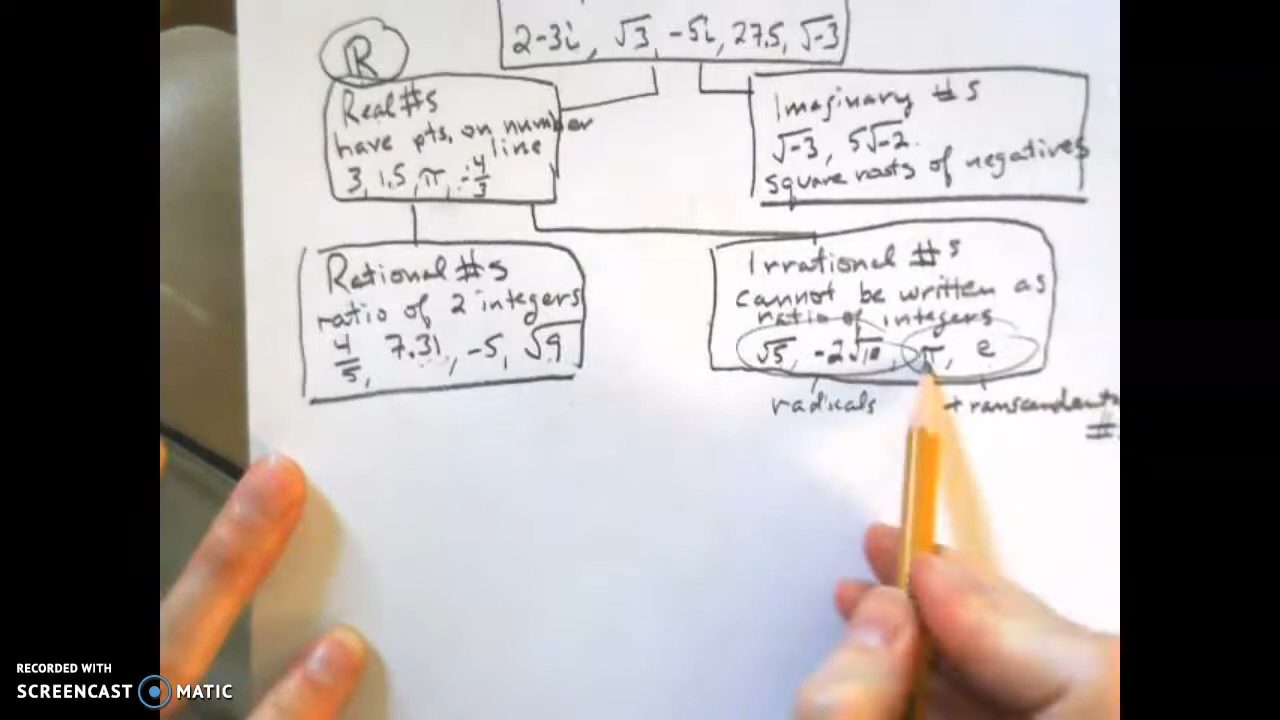 2-3i, √3, -5i, 27.5, √-3
ℝ
Real #s
have pts. on number
line
3, 1.5, π, -4/3
Imaginary #s
√-3, 5√-2
square roots of negatives
Rational #s
ratio of 2 integers
4/5, 7.31, -5, √9
Irrational #s
cannot be written as
ratio of integers
√5, -2√10, π, e
radicals
#
RECORDED WITH
SCREENCAST MATIC